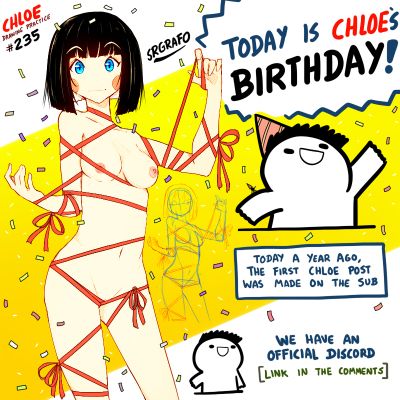 CHLOE
DRAWING PRACTICE
#235
SRGRAFO
TODAY IS CHLOE'S
BIRTHDAY!
TODAY A YEAR AGO,
THE FIRST CHLOE POST
WAS MADE ON THE SUB
WE HAVE AN
OFFICIAL DISCORD
[LINK IN THE COMMENTS]